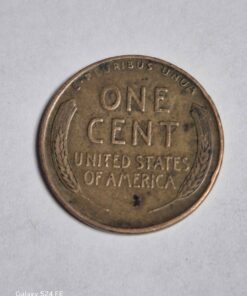 E·PLURIBUS·UNUM
ONE
CENT
UNITED STATES
OF AMERICA
Galaxy S24 FE